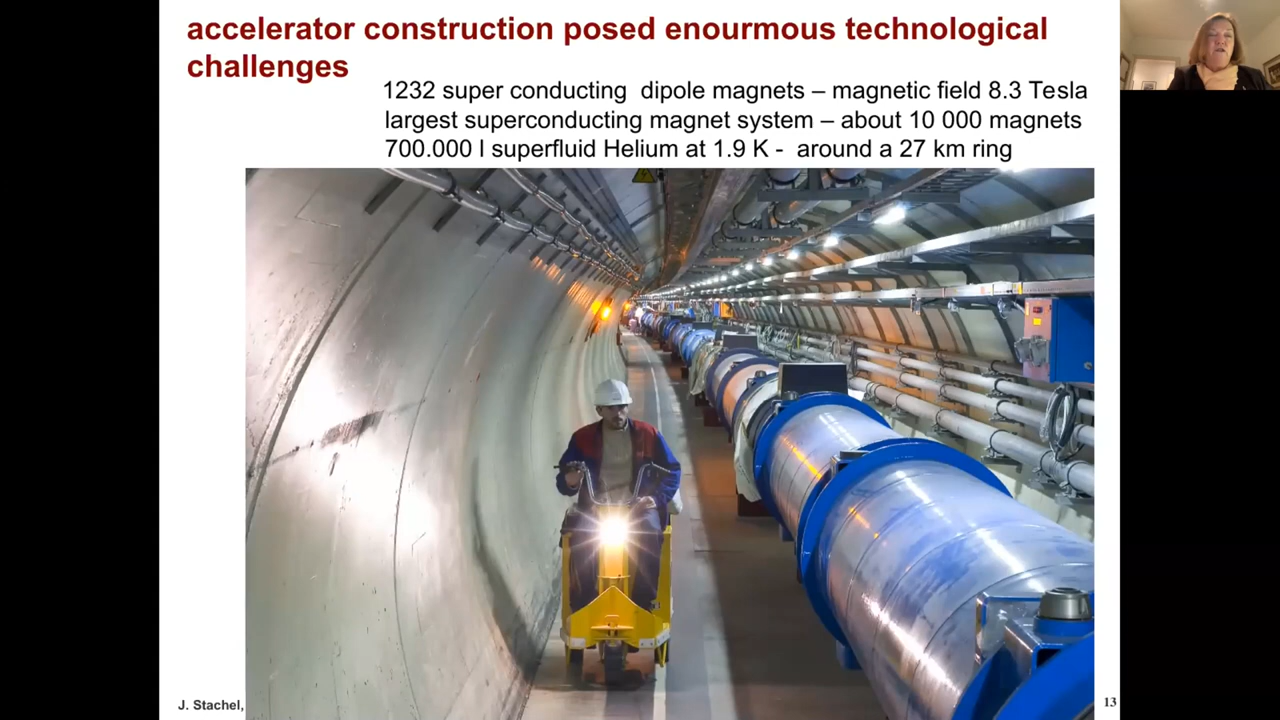 accelerator construction posed enourmous technological
challenges
1232 super conducting dipole magnets – magnetic field 8.3 Tesla
largest superconducting magnet system – about 10 000 magnets
700.000 l superfluid Helium at 1.9 K - around a 27 km ring
J. Stachel,
13